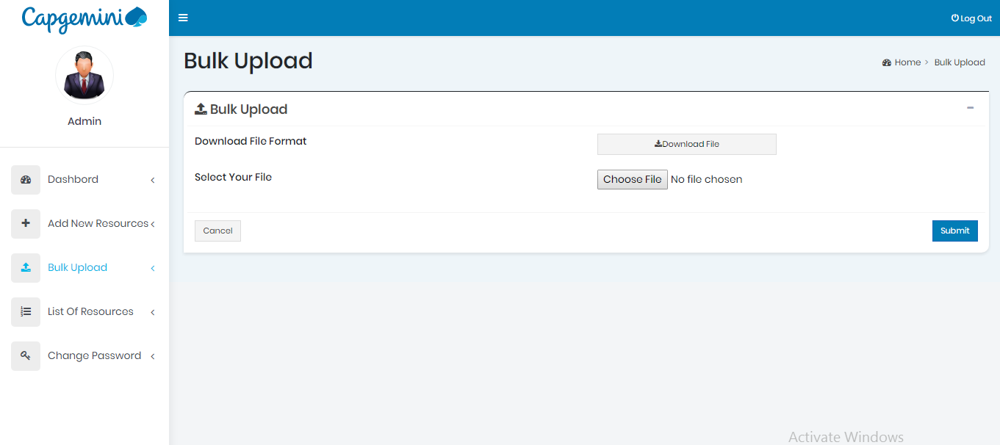 Capgemini
Log Out
Admin
Bulk Upload
Home > Bulk Upload
Bulk Upload
Download File Format
Download File
Select Your File
Choose File No file chosen
Cancel
Submit
Dashbord
Add New Resources
Bulk Upload
List Of Resources
Change Password
Activate Windows